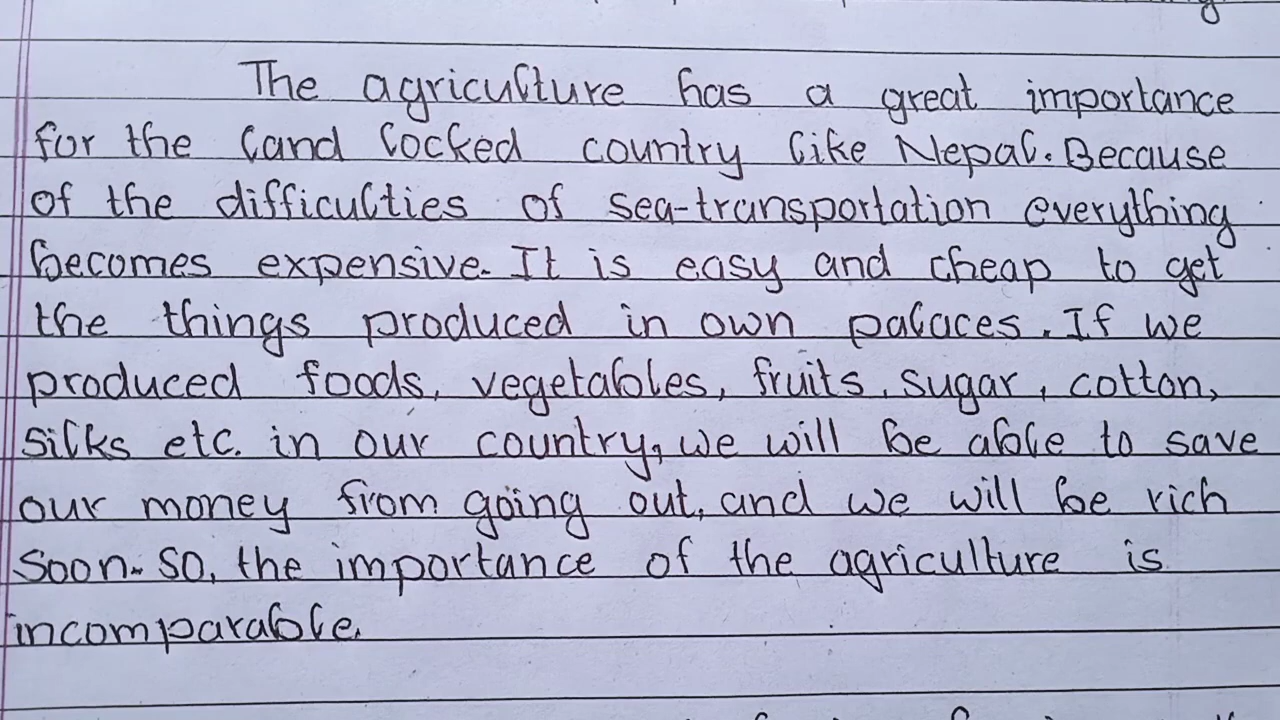 The agriculture has a great importance
for the land locked country like Nepal. Because
of the difficulties of sea-transportation everything
becomes expensive. It is easy and cheap to get
the things produced in own palaces. If we
produced foods, vegetables, fruits, sugar, cotton,
silks etc. in our country, we will be able to save
our money from going out, and we will be rich
soon. So, the importance of the agriculture is
incomparable.